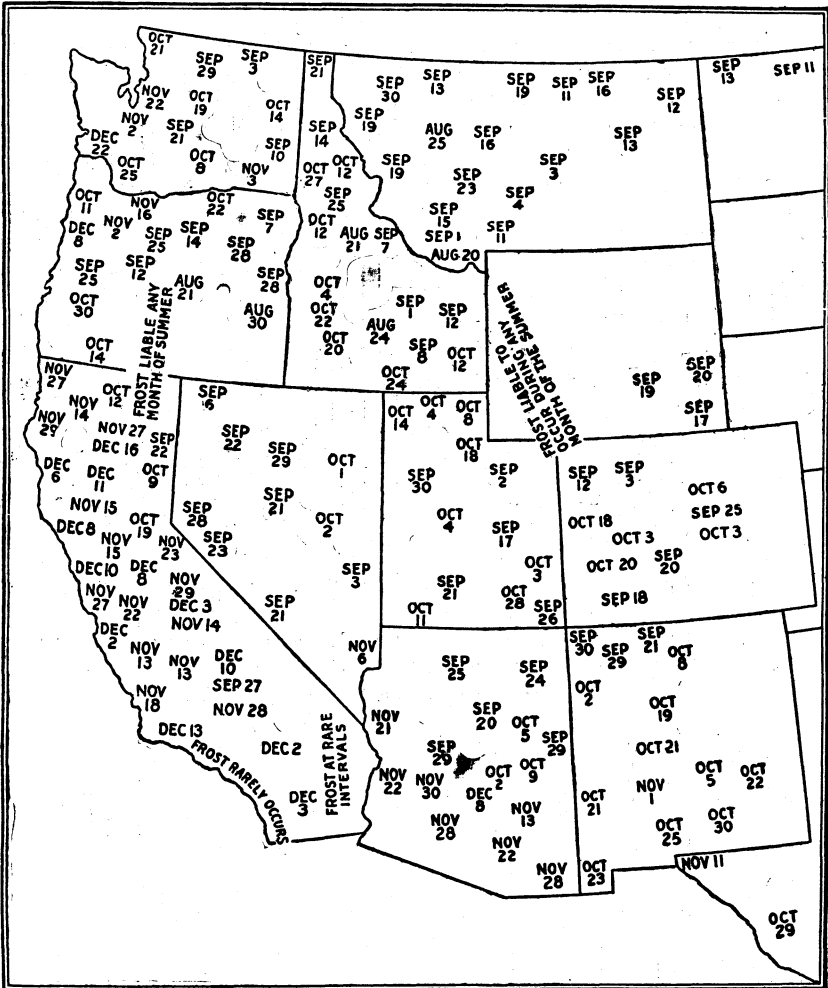 OCT
21
SEP
29
SEP
3
NOV
22
OCT
19
OCT
14
NOV
2
SEP
21
DEC
22
SEP
10
OCT
25
OCT
8
NOV
3
SEP
21
SEP
14
OCT
27
OCT
12
SEP
25
OCT
12
AUG
21
SEP
7
OCT
4
OCT
22
OCT
20
SEP
1
SEP
12
AUG
24
SEP
8
OCT
12
OCT
24
SEP
30
SEP
13
SEP
19
SEP
11
SEP
16
SEP
12
SEP
19
AUG
25
SEP
16
SEP
13
SEP
19
SEP
23
SEP
3
SEP
4
SEP
15
SEP 1
SEP
11
AUG 20
SEP
13
SEP 11
OCT
11
NOV
16
OCT
22
SEP
7
DEC
8
NOV
2
SEP
25
SEP
14
SEP
28
SEP
25
SEP
12
AUG
21
SEP
28
OCT
30
AUG
30
OCT
14
FROST LIABLE ANY
MONTH OF SUMMER
FROST LIABLE TO
OCCUR DURING ANY
MONTH OF THE SUMMER
SEP
19
SEP
20
SEP
17
NOV
27
OCT
12
NOV
14
NOV
29
NOV 27
DEC 16
SEP
22
DEC
6
DEC
11
OCT
9
NOV 15
DEC 8
OCT
19
NOV
15
NOV
23
DEC 10
DEC
8
NOV
29
NOV
27
NOV
22
DEC 3
NOV 14
DEC
2
NOV
13
NOV
13
DEC
10
SEP 27
NOV
18
NOV 28
DEC 13
DEC 2
DEC
3
FROST RARELY OCCURS
FROST AT RARE
INTERVALS
SEP
6
SEP
22
SEP
29
OCT
1
SEP
21
SEP
28
OCT
2
SEP
23
SEP
3
SEP
21
NOV
6
OCT
14
OCT
4
OCT
8
OCT
18
SEP
30
SEP
2
OCT
4
SEP
17
OCT
3
SEP
21
OCT
28
SEP
26
OCT
11
SEP
12
SEP
3
OCT 6
SEP 25
OCT 18
OCT 3
OCT 3
OCT 20
SEP
20
SEP 18
SEP
25
SEP
24
NOV
21
SEP
20
OCT
5
SEP
29
SEP
29
NOV
22
NOV
30
OCT
2
OCT
9
DEC
8
NOV
28
NOV
13
NOV
22
NOV
28
SEP
30
SEP
29
SEP
21
OCT
8
OCT
2
OCT
19
OCT 21
OCT
5
OCT
22
OCT
21
NOV
1
OCT
25
OCT
30
OCT
23
NOV 11
OCT
29